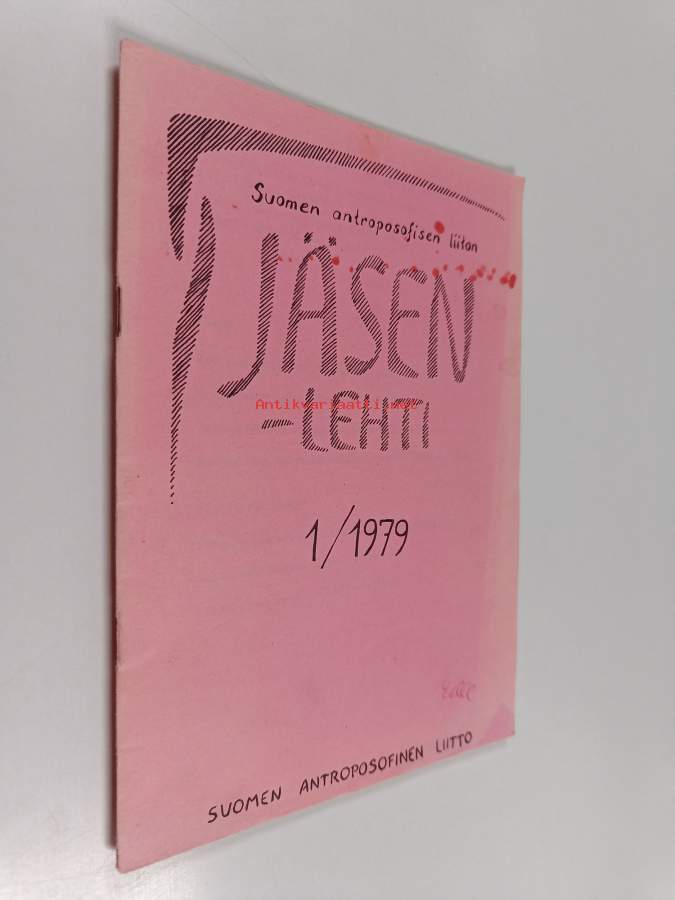 Suomen antroposofisen liiton
JÄSEN
-LEHTI
Antikvariaatti.net
1/1979
SUOMEN ANTROPOSOFINEN LIITTO